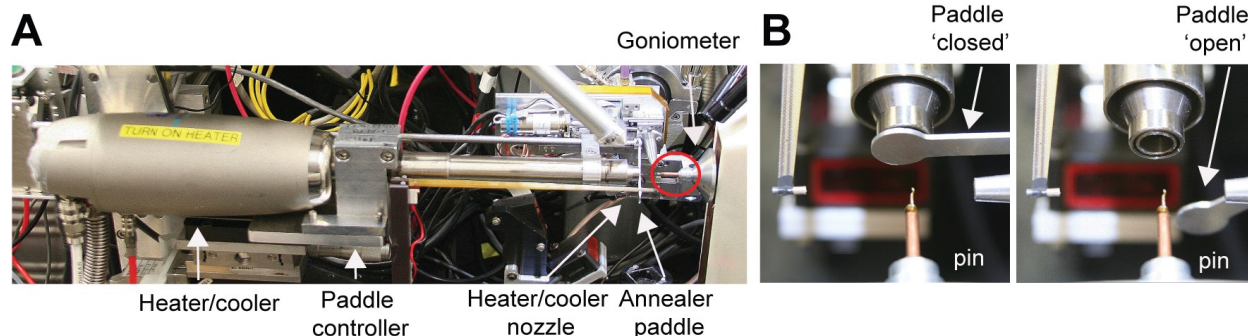 A
Goniometer
TURN ON HEATER
Heater/cooler
Paddle
controller
Heater/cooler
nozzle
Annealer
paddle
B
Paddle
'closed'
Paddle
'open'
pin
pin